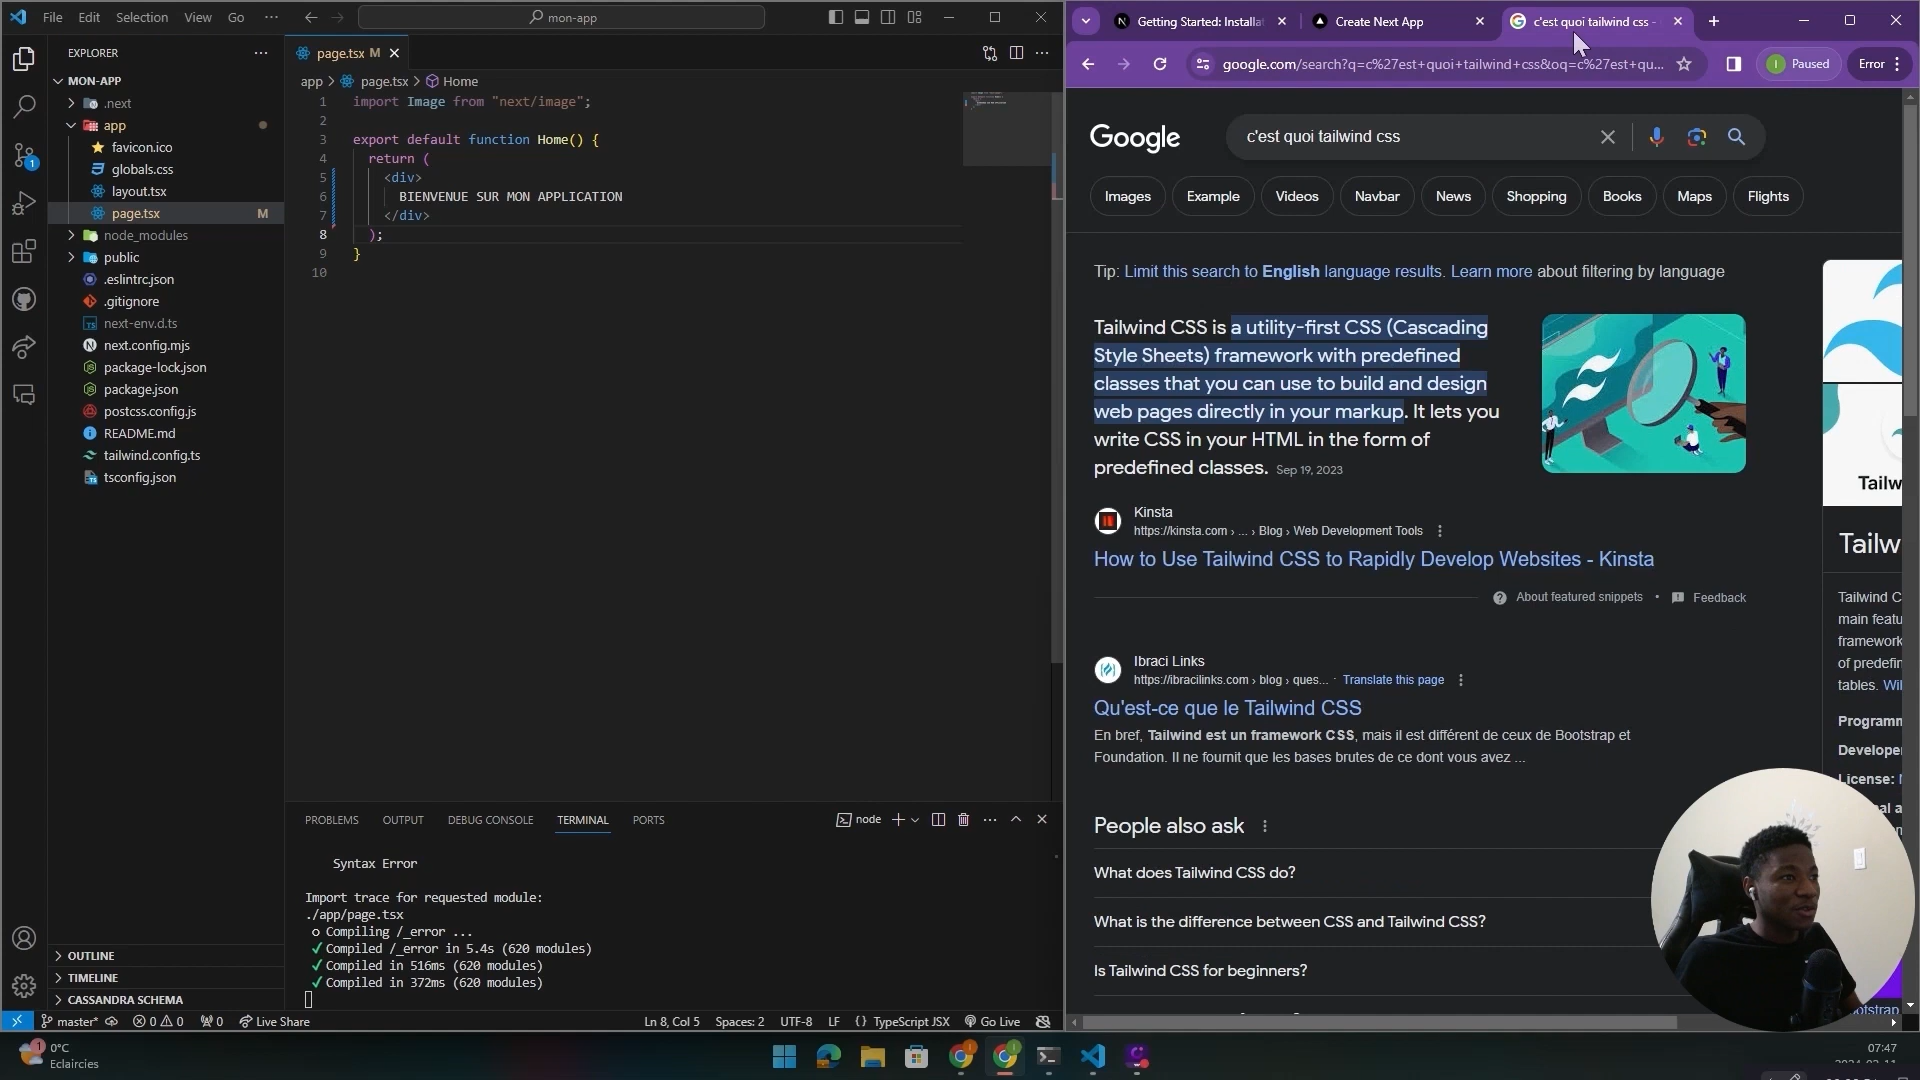 File Edit Selection View Go ···
mon-app
EXPLORER
MON-APP
.next
app
favicon.ico
globals.css
layout.tsx
page.tsx M
node_modules
public
.eslintrc.json
.gitignore
next-env.d.ts
next.config.mjs
package-lock.json
package.json
postcss.config.js
README.md
tailwind.config.ts
tsconfig.json
OUTLINE
TIMELINE
CASSANDRA SCHEMA
page.tsx M
app > page.tsx > Home
1 import Image from "next/image";
2
3 export default function Home() {
4 return (
5 <div>
6 BIENVENUE SUR MON APPLICATION
7 </div>
8 );
9 }
10
PROBLEMS OUTPUT DEBUG CONSOLE TERMINAL PORTS
node
Syntax Error
Import trace for requested module:
./app/page.tsx
○ Compiling /_error ...
✓ Compiled /_error in 5.4s (620 modules)
✓ Compiled in 516ms (620 modules)
✓ Compiled in 372ms (620 modules)
master* 0 0 0 Live Share
Ln 8, Col 5 Spaces: 2 UTF-8 LF {} TypeScript JSX Go Live
Getting Started: Installat
Create Next App
c'est quoi tailwind css -
google.com/search?q=c%27est+quoi+tailwind+css&oq=c%27est+qu...
I Paused
Error
Google
c'est quoi tailwind css
Images Example Videos Navbar News Shopping Books Maps Flights
Tip: Limit this search to English language results. Learn more about filtering by language
Tailwind CSS is a utility-first CSS (Cascading
Style Sheets) framework with predefined
classes that you can use to build and design
web pages directly in your markup. It lets you
write CSS in your HTML in the form of
predefined classes. Sep 19, 2023
Kinsta
https://kinsta.com › ... › Blog › Web Development Tools
How to Use Tailwind CSS to Rapidly Develop Websites - Kinsta
About featured snippets • Feedback
Ibraci Links
https://ibracilinks.com › blog › ques... · Translate this page
Qu'est-ce que le Tailwind CSS
En bref, Tailwind est un framework CSS, mais il est différent de ceux de Bootstrap et
Foundation. Il ne fournit que les bases brutes de ce dont vous avez ...
People also ask
What does Tailwind CSS do?
What is the difference between CSS and Tailwind CSS?
Is Tailwind CSS for beginners?
Tailw
Tailw
Tailwind C
main featu
framework
of predefin
tables. Wi
Programm
Develope
License:
0°C
Eclaircies
07:47